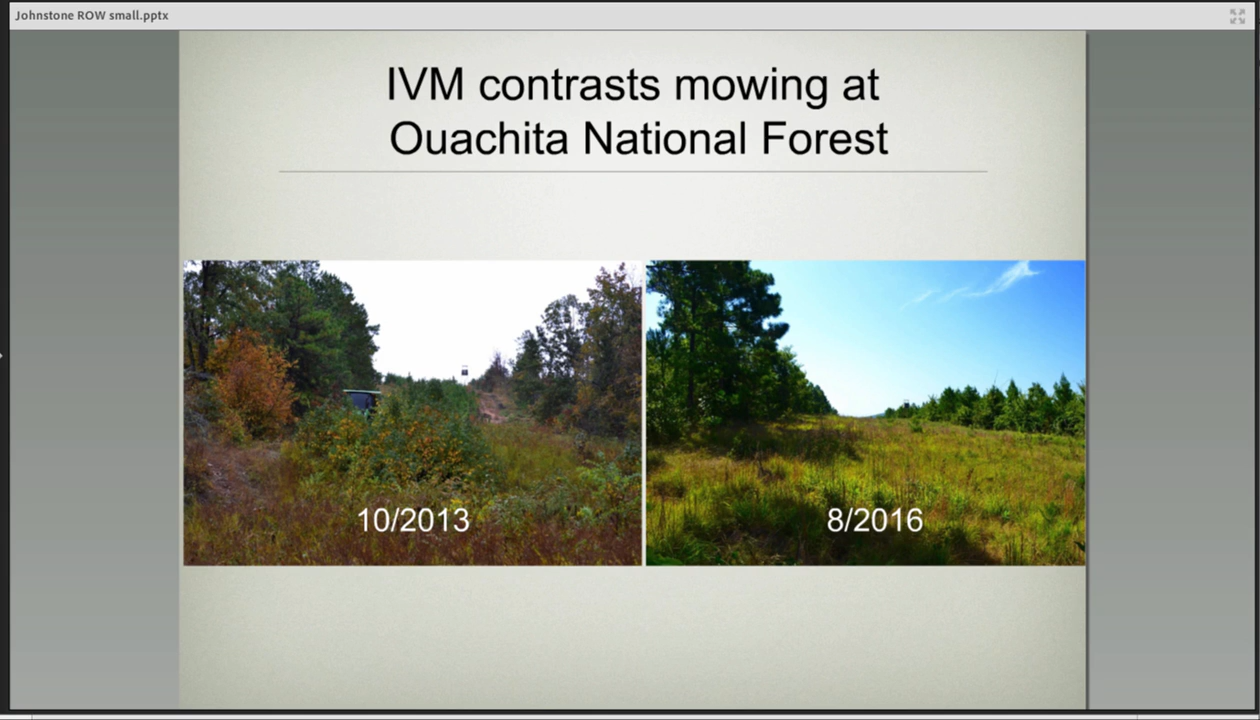 Johnstone ROW small.pptx
IVM contrasts mowing at
Ouachita National Forest
10/2013
8/2016